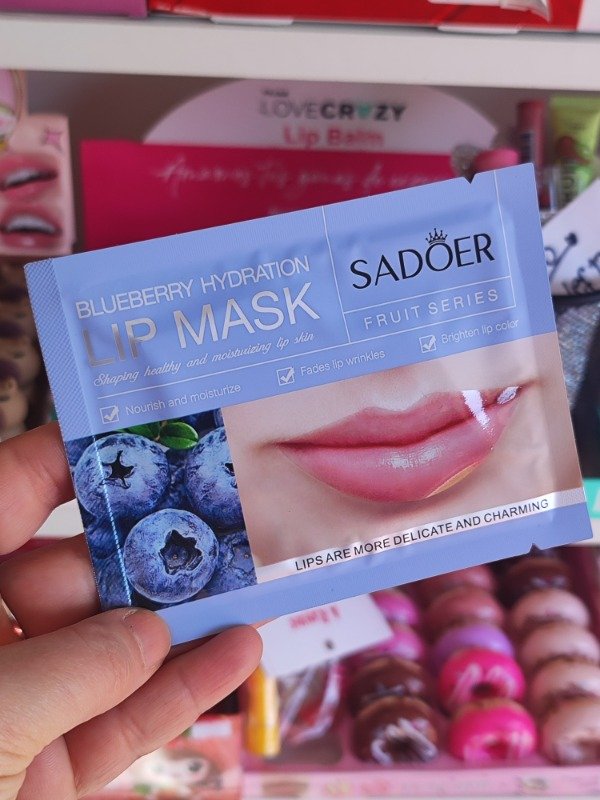 LOVECRAZY
Lip Balm
BLUEBERRY HYDRATION
LIP MASK
Shaping healthy and moisturizing lip skin
SADOER
FRUIT SERIES
Nourish and moisturize
Fades lip wrinkles
Brighten lip color
LIPS ARE MORE DELICATE AND CHARMING